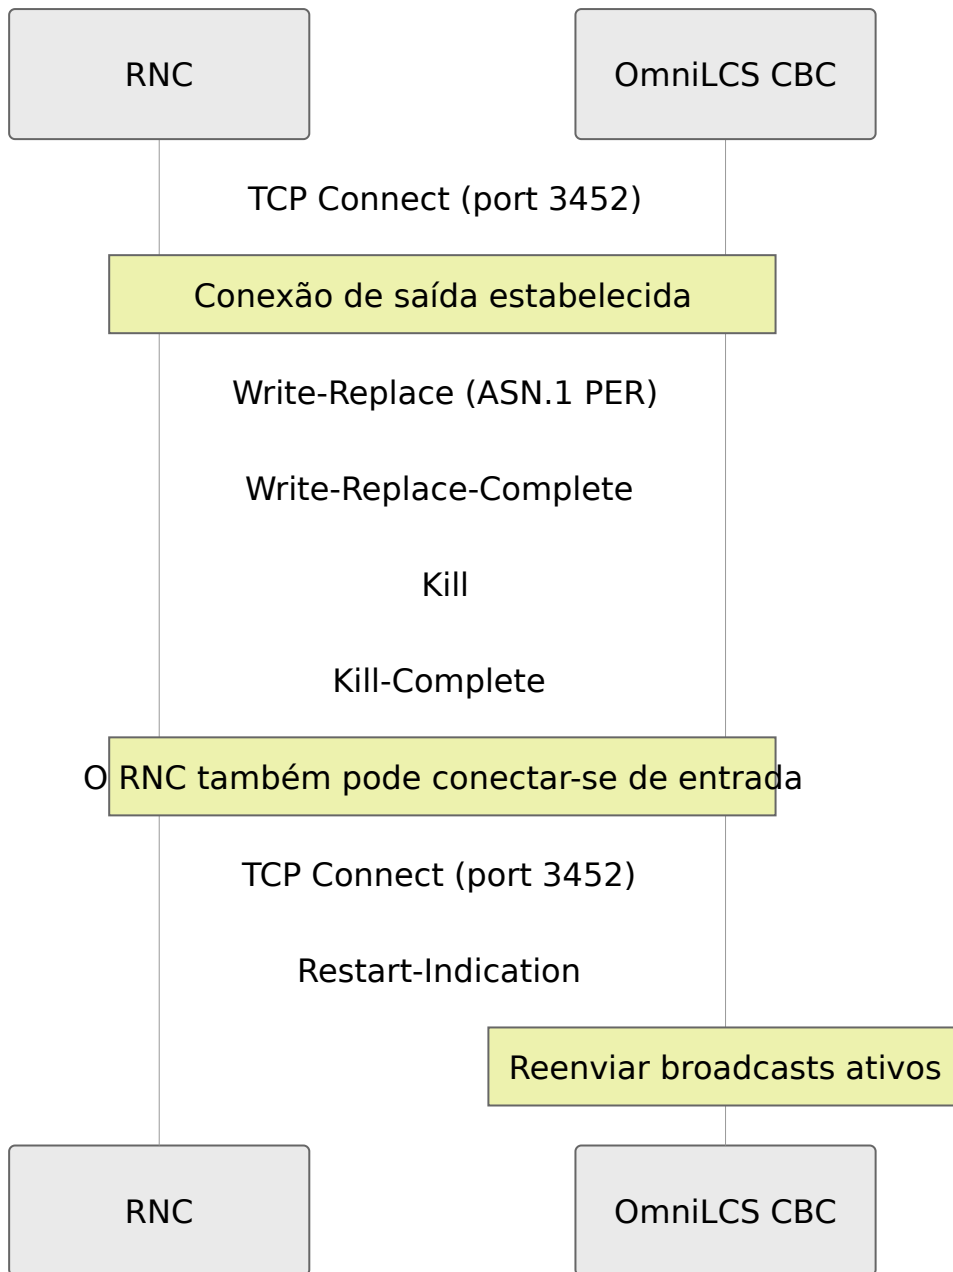 RNC
OmniLCS CBC
TCP Connect (port 3452)
Conexão de saída estabelecida
Write-Replace (ASN.1 PER)
Write-Replace-Complete
Kill
Kill-Complete
O RNC também pode conectar-se de entrada
TCP Connect (port 3452)
Restart-Indication
Reenviar broadcasts ativos
RNC
OmniLCS CBC